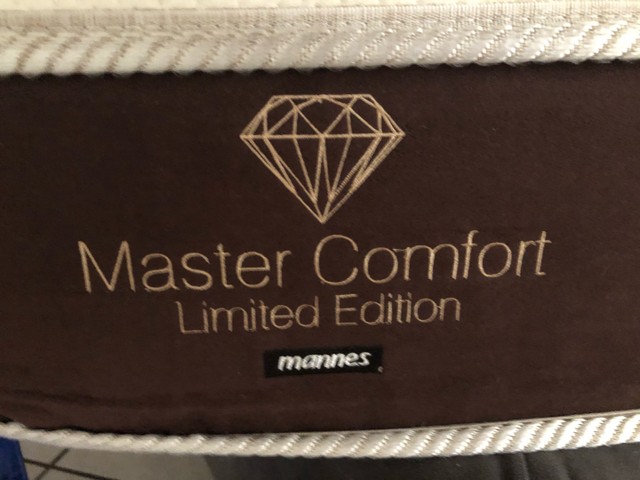 Master Comfort
Limited Edition
mannes